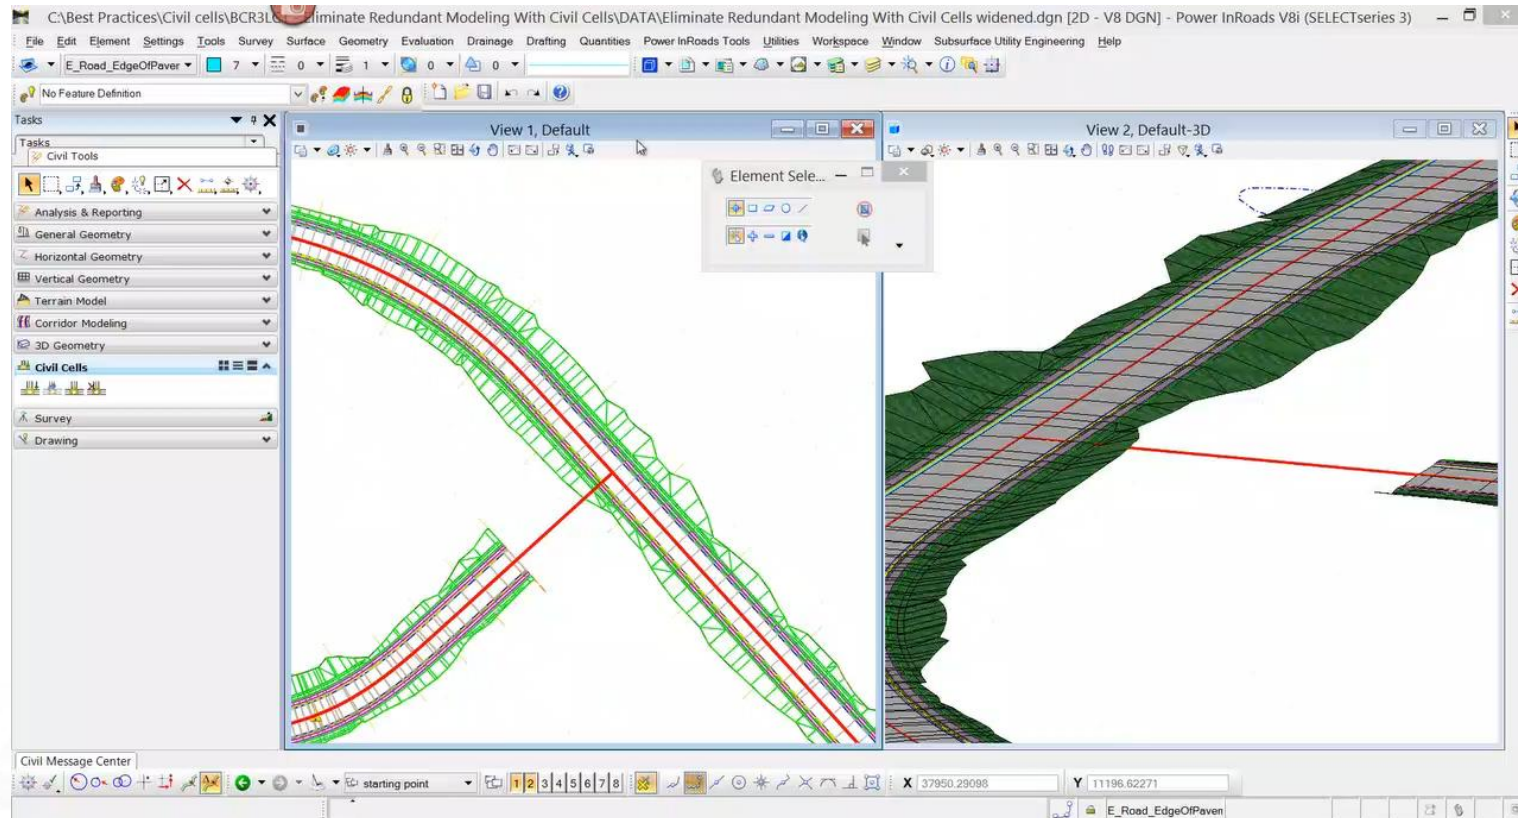 C:\Best Practices\Civil cells\BCR3LC Eliminate Redundant Modeling With Civil Cells\DATA\Eliminate Redundant Modeling With Civil Cells widened.dgn [2D - V8 DGN] - Power InRoads V8i (SELECTseries 3)
File Edit Element Settings Tools Survey Surface Geometry Evaluation Drainage Drafting Quantities Power InRoads Tools Utilities Workspace Window Subsurface Utility Engineering Help
E_Road_EdgeOfPaver 7 0 1 0 0
No Feature Definition
Tasks
Tasks
Civil Tools
Analysis & Reporting
General Geometry
Horizontal Geometry
Vertical Geometry
Terrain Model
Corridor Modeling
3D Geometry
Civil Cells
Survey
Drawing
View 1, Default
Element Sele...
View 2, Default-3D
Civil Message Center
starting point 1 2 3 4 5 6 7 8 X 37950.29098 Y 11196.62271
E_Road_EdgeOfPaven